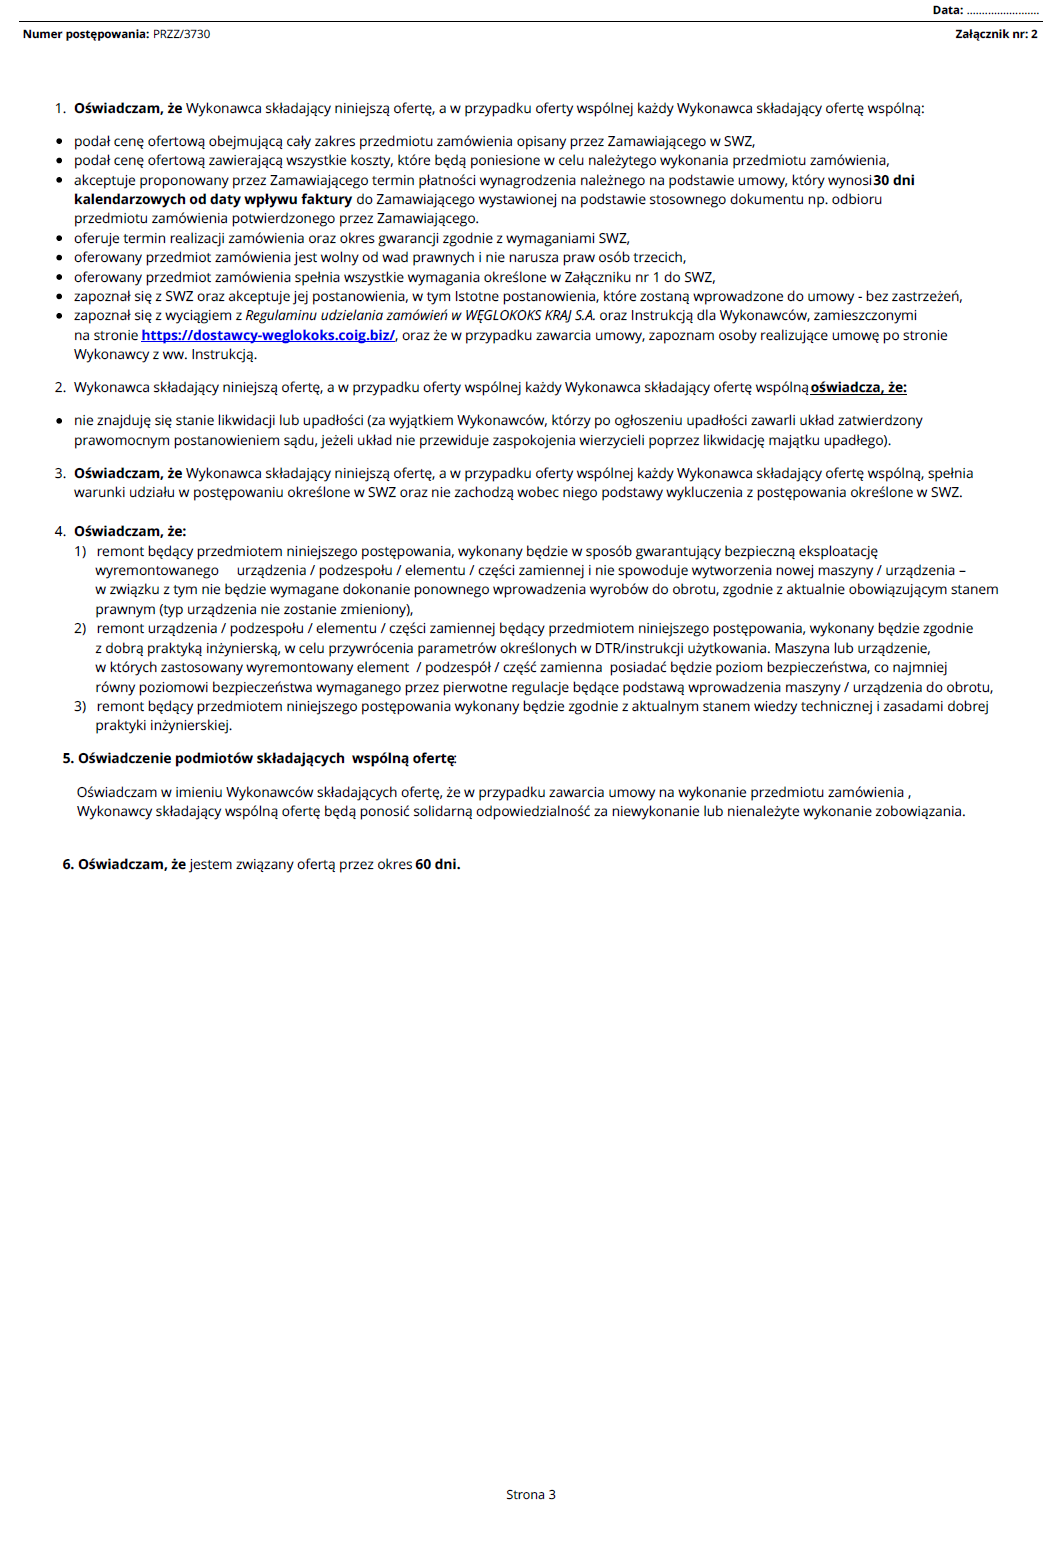 Data: ........................
Numer postępowania: PRZZ/3730 Załącznik nr: 2
1. Oświadczam, że Wykonawca składający niniejszą ofertę, a w przypadku oferty wspólnej każdy Wykonawca składający ofertę wspólną:
• podał cenę ofertową obejmującą cały zakres przedmiotu zamówienia opisany przez Zamawiającego w SWZ,
• podał cenę ofertową zawierającą wszystkie koszty, które będą poniesione w celu należytego wykonania przedmiotu zamówienia,
• akceptuje proponowany przez Zamawiającego termin płatności wynagrodzenia należnego na podstawie umowy, który wynosi 30 dni
kalendarzowych od daty wpływu faktury do Zamawiającego wystawionej na podstawie stosownego dokumentu np. odbioru
przedmiotu zamówienia potwierdzonego przez Zamawiającego.
• oferuje termin realizacji zamówienia oraz okres gwarancji zgodnie z wymaganiami SWZ,
• oferowany przedmiot zamówienia jest wolny od wad prawnych i nie narusza praw osób trzecich,
• oferowany przedmiot zamówienia spełnia wszystkie wymagania określone w Załączniku nr 1 do SWZ,
• zapoznał się z SWZ oraz akceptuje jej postanowienia, w tym Istotne postanowienia, które zostaną wprowadzone do umowy - bez zastrzeżeń,
• zapoznał się z wyciągiem z Regulaminu udzielania zamówień w WĘGLOKOKS KRAJ S.A. oraz Instrukcją dla Wykonawców, zamieszczonymi
na stronie https://dostawcy-weglokoks.coig.biz/, oraz że w przypadku zawarcia umowy, zapoznam osoby realizujące umowę po stronie
Wykonawcy z ww. Instrukcją.
2. Wykonawca składający niniejszą ofertę, a w przypadku oferty wspólnej każdy Wykonawca składający ofertę wspólną oświadcza, że:
• nie znajduję się stanie likwidacji lub upadłości (za wyjątkiem Wykonawców, którzy po ogłoszeniu upadłości zawarli układ zatwierdzony
prawomocnym postanowieniem sądu, jeżeli układ nie przewiduje zaspokojenia wierzycieli poprzez likwidację majątku upadłego).
3. Oświadczam, że Wykonawca składający niniejszą ofertę, a w przypadku oferty wspólnej każdy Wykonawca składający ofertę wspólną, spełnia
warunki udziału w postępowaniu określone w SWZ oraz nie zachodzą wobec niego podstawy wykluczenia z postępowania określone w SWZ.
4. Oświadczam, że:
1) remont będący przedmiotem niniejszego postępowania, wykonany będzie w sposób gwarantujący bezpieczną eksploatację
wyremontowanego urządzenia / podzespołu / elementu / części zamiennej i nie spowoduje wytworzenia nowej maszyny / urządzenia –
w związku z tym nie będzie wymagane dokonanie ponownego wprowadzenia wyrobów do obrotu, zgodnie z aktualnie obowiązującym stanem
prawnym (typ urządzenia nie zostanie zmieniony),
2) remont urządzenia / podzespołu / elementu / części zamiennej będący przedmiotem niniejszego postępowania, wykonany będzie zgodnie
z dobrą praktyką inżynierską, w celu przywrócenia parametrów określonych w DTR/instrukcji użytkowania. Maszyna lub urządzenie,
w których zastosowany wyremontowany element / podzespół / część zamienna posiadać będzie poziom bezpieczeństwa, co najmniej
równy poziomowi bezpieczeństwa wymaganego przez pierwotne regulacje będące podstawą wprowadzenia maszyny / urządzenia do obrotu,
3) remont będący przedmiotem niniejszego postępowania wykonany będzie zgodnie z aktualnym stanem wiedzy technicznej i zasadami dobrej
praktyki inżynierskiej.
5. Oświadczenie podmiotów składających wspólną ofertę:
Oświadczam w imieniu Wykonawców składających ofertę, że w przypadku zawarcia umowy na wykonanie przedmiotu zamówienia ,
Wykonawcy składający wspólną ofertę będą ponosić solidarną odpowiedzialność za niewykonanie lub nienależyte wykonanie zobowiązania.
6. Oświadczam, że jestem związany ofertą przez okres 60 dni.
Strona 3